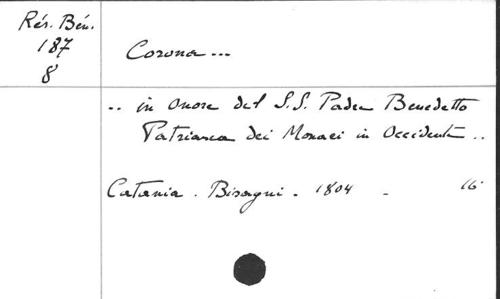 Rés. Bén.
187
8
Corona ...
.. in onore del S.S. Padre Benedetto
Patriarca dei Monaci in Occidente ..
Catania . Bisagni . 1804 - 16